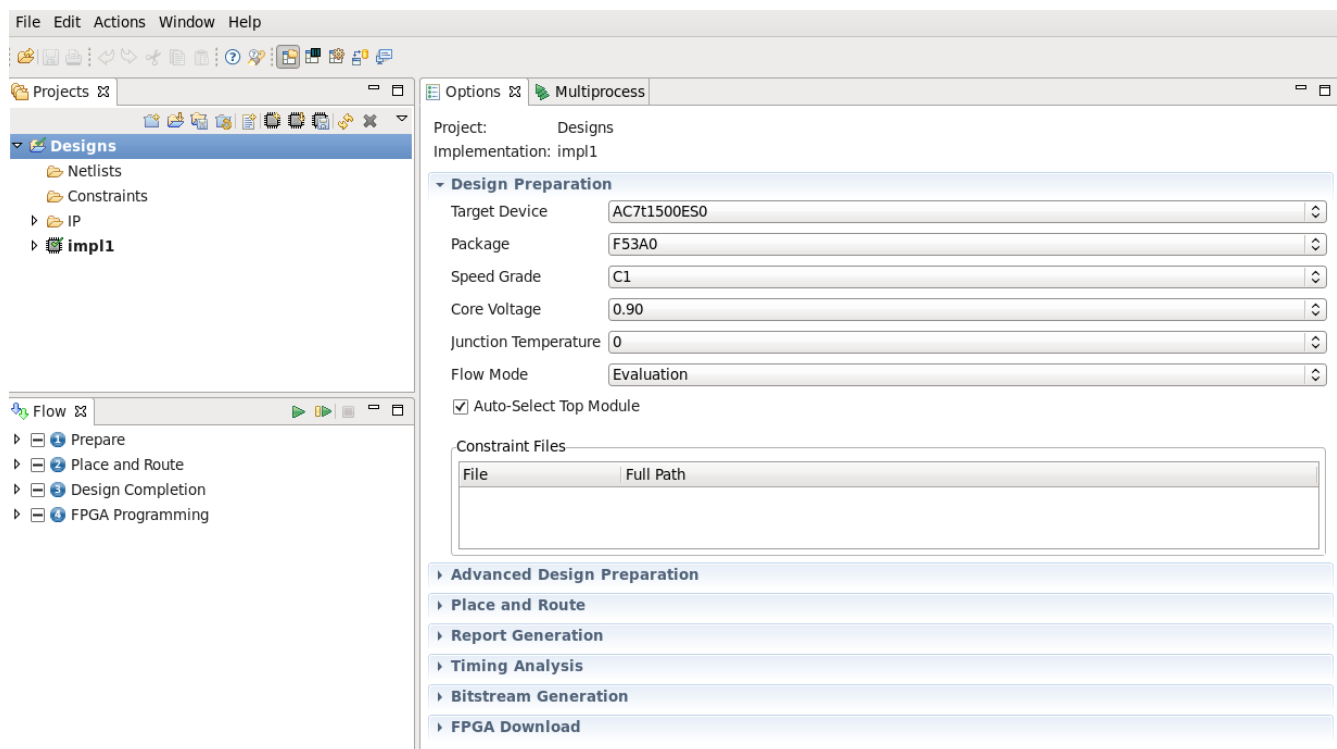 File Edit Actions Window Help
Projects
Designs
Netlists
Constraints
IP
impl1
Flow
1 Prepare
2 Place and Route
3 Design Completion
4 FPGA Programming
Options Multiprocess
Project: Designs
Implementation: impl1
Design Preparation
Target Device AC7t1500ES0
Package F53A0
Speed Grade C1
Core Voltage 0.90
Junction Temperature 0
Flow Mode Evaluation
Auto-Select Top Module
Constraint Files
File Full Path
Advanced Design Preparation
Place and Route
Report Generation
Timing Analysis
Bitstream Generation
FPGA Download